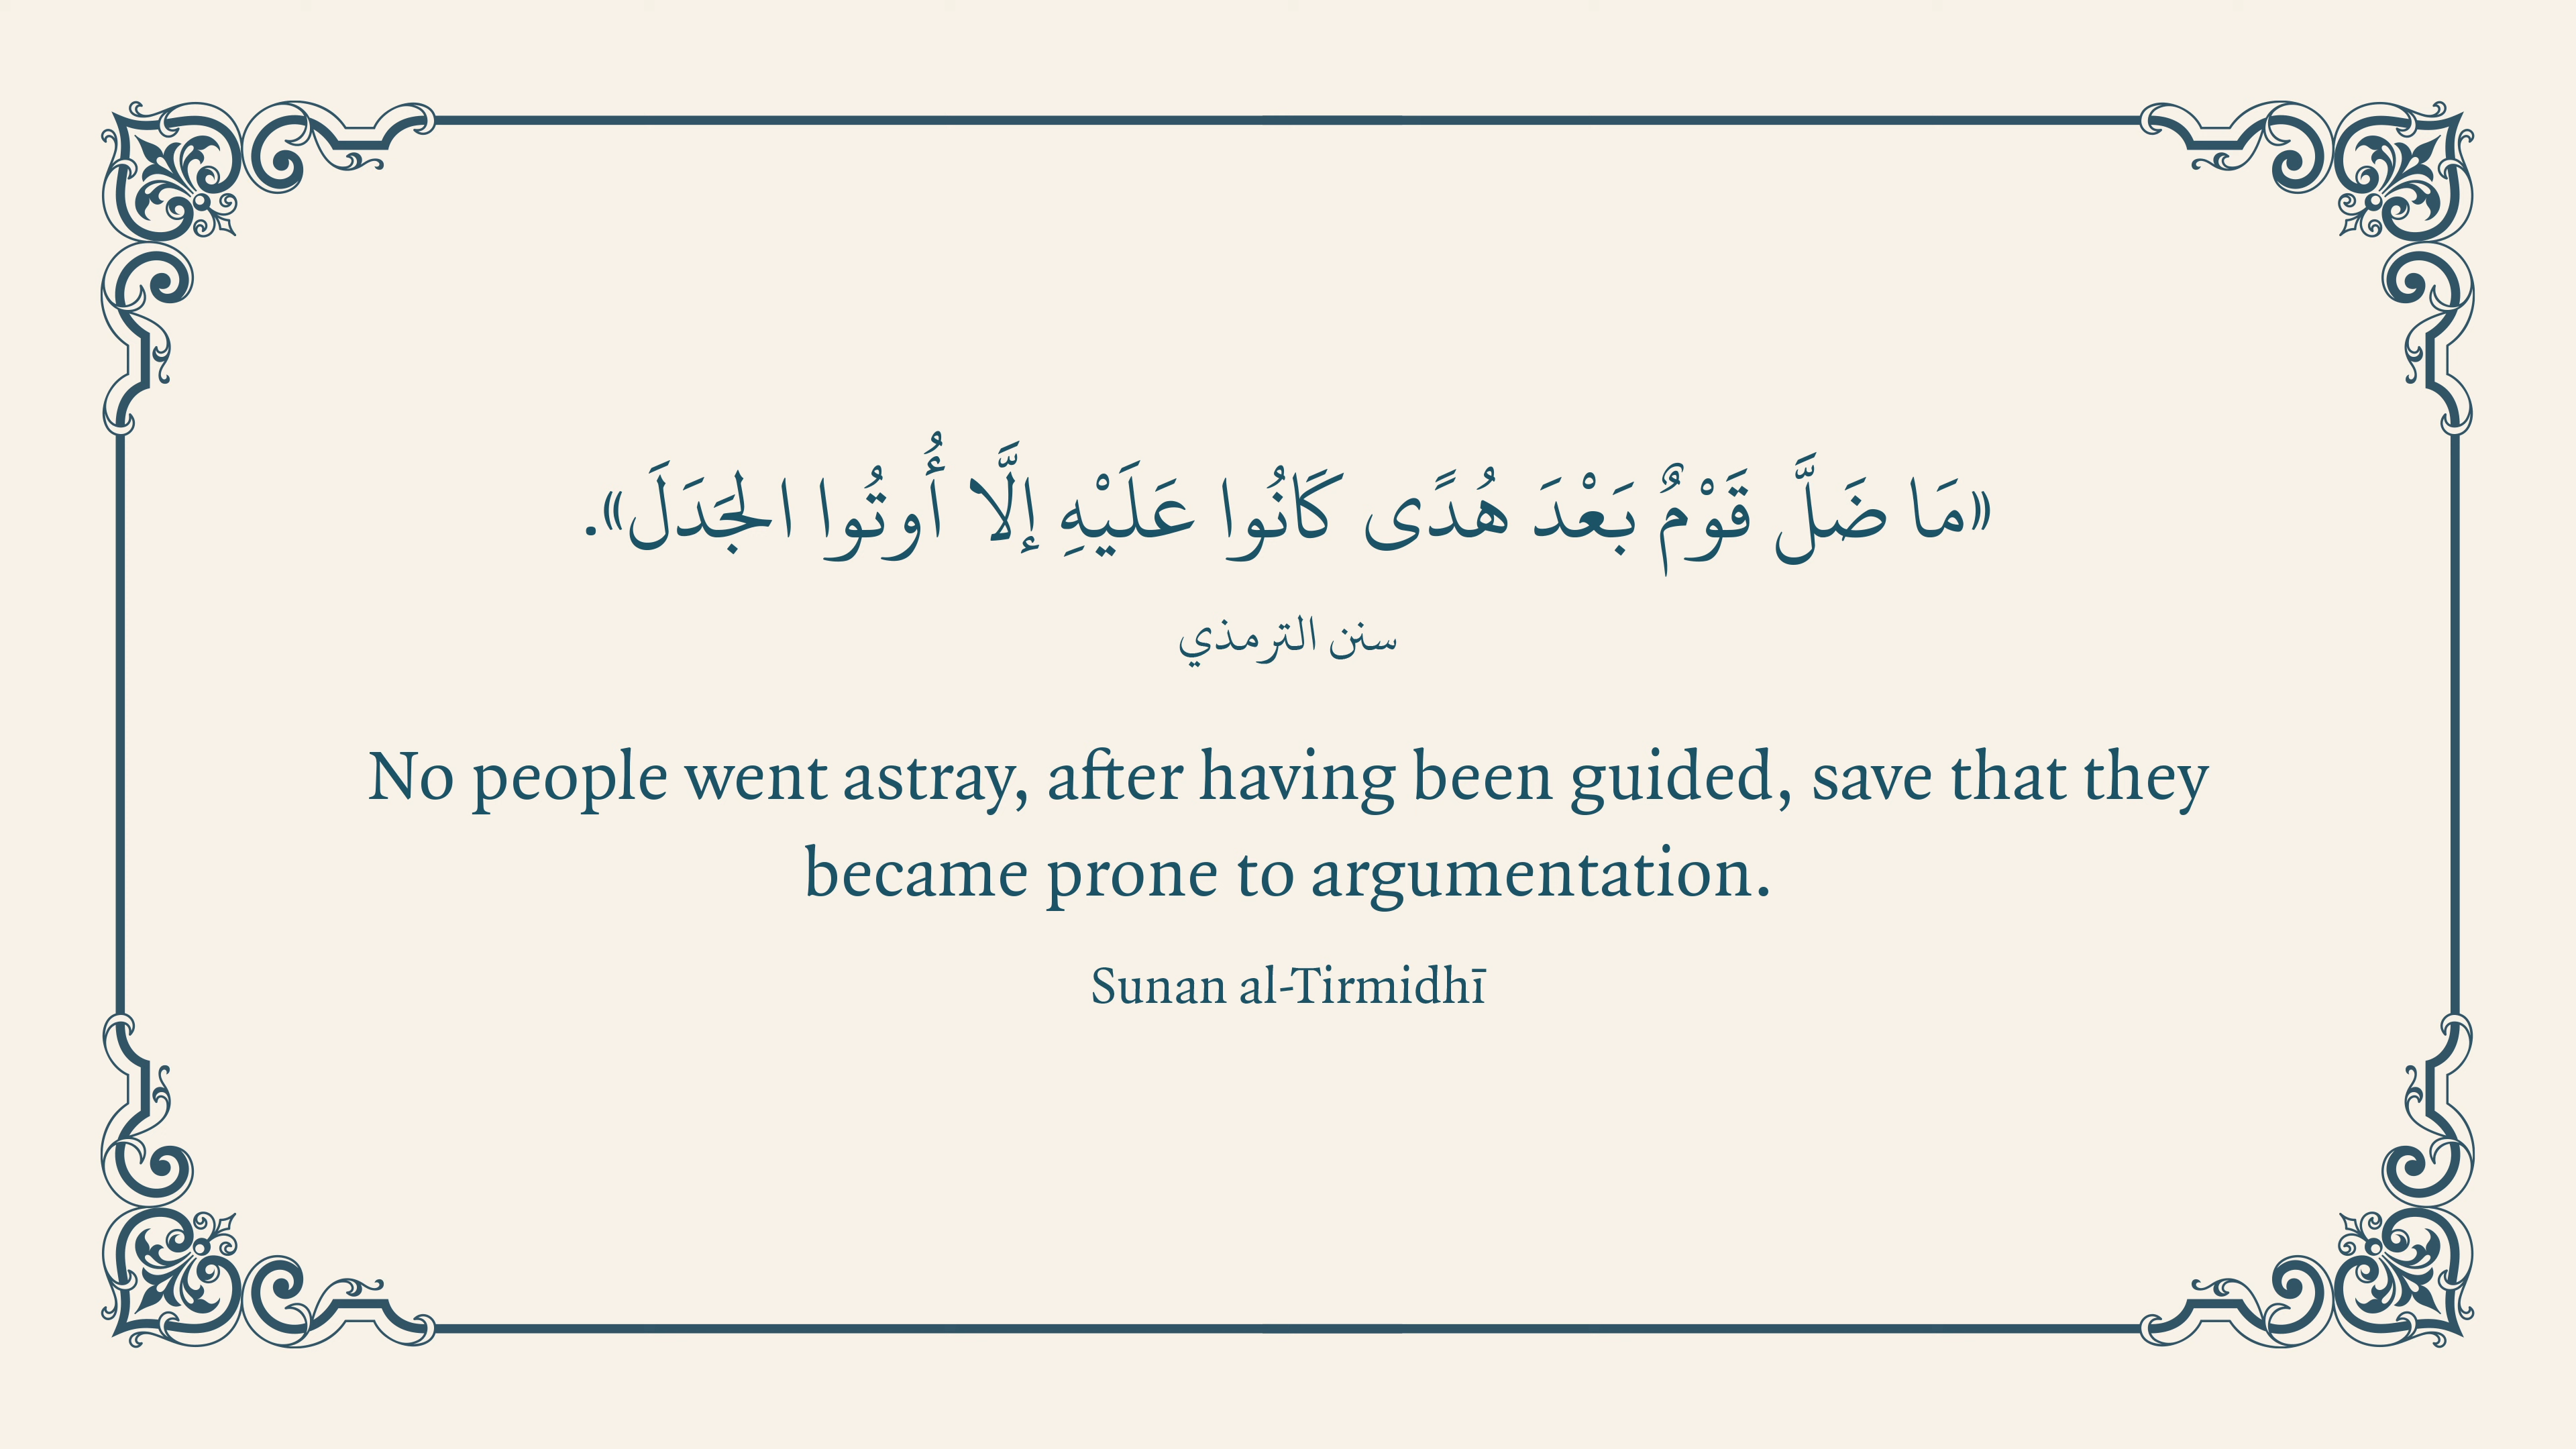 «مَا ضَلَّ قَوْمٌ بَعْدَ هُدًى كَانُوا عَلَيْهِ إِلَّا أُوتُوا الْجَدَلَ».
سنن الترمذي
No people went astray, after having been guided, save that they
became prone to argumentation.
Sunan al-Tirmidhī